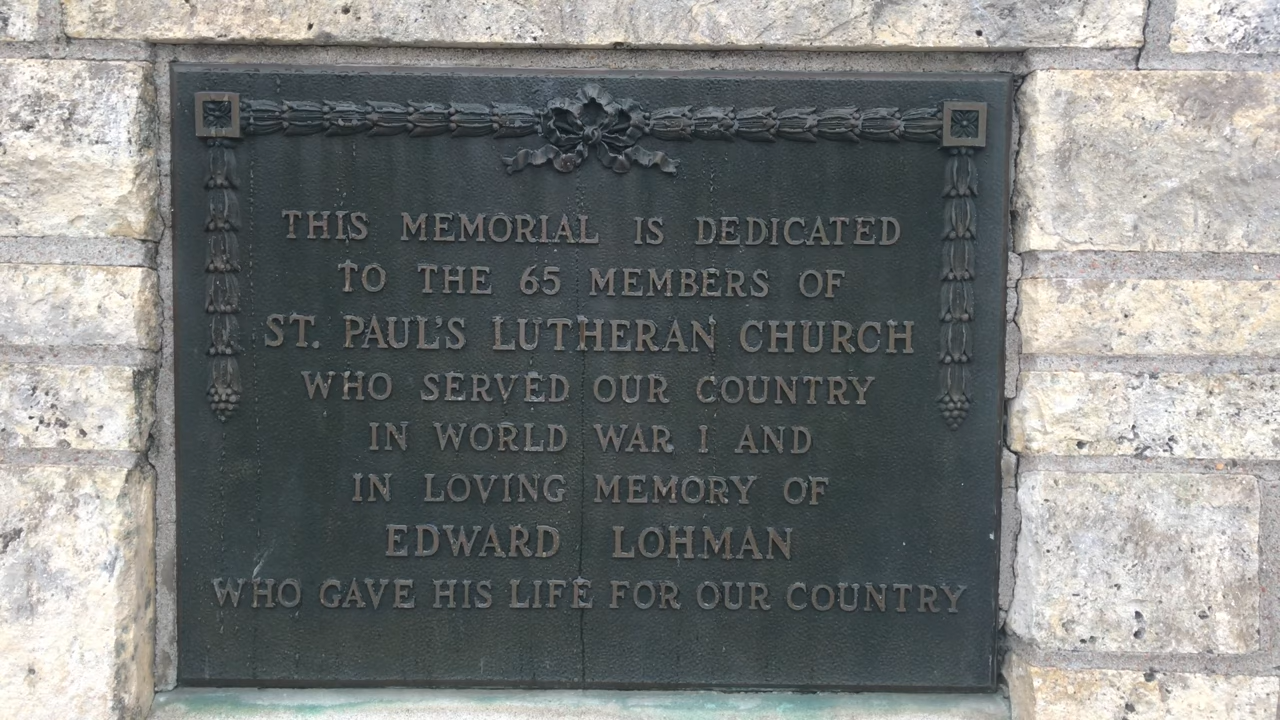 THIS MEMORIAL IS DEDICATED
TO THE 65 MEMBERS OF
ST. PAUL'S LUTHERAN CHURCH
WHO SERVED OUR COUNTRY
IN WORLD WAR I AND
IN LOVING MEMORY OF
EDWARD LOHMAN
WHO GAVE HIS LIFE FOR OUR COUNTRY